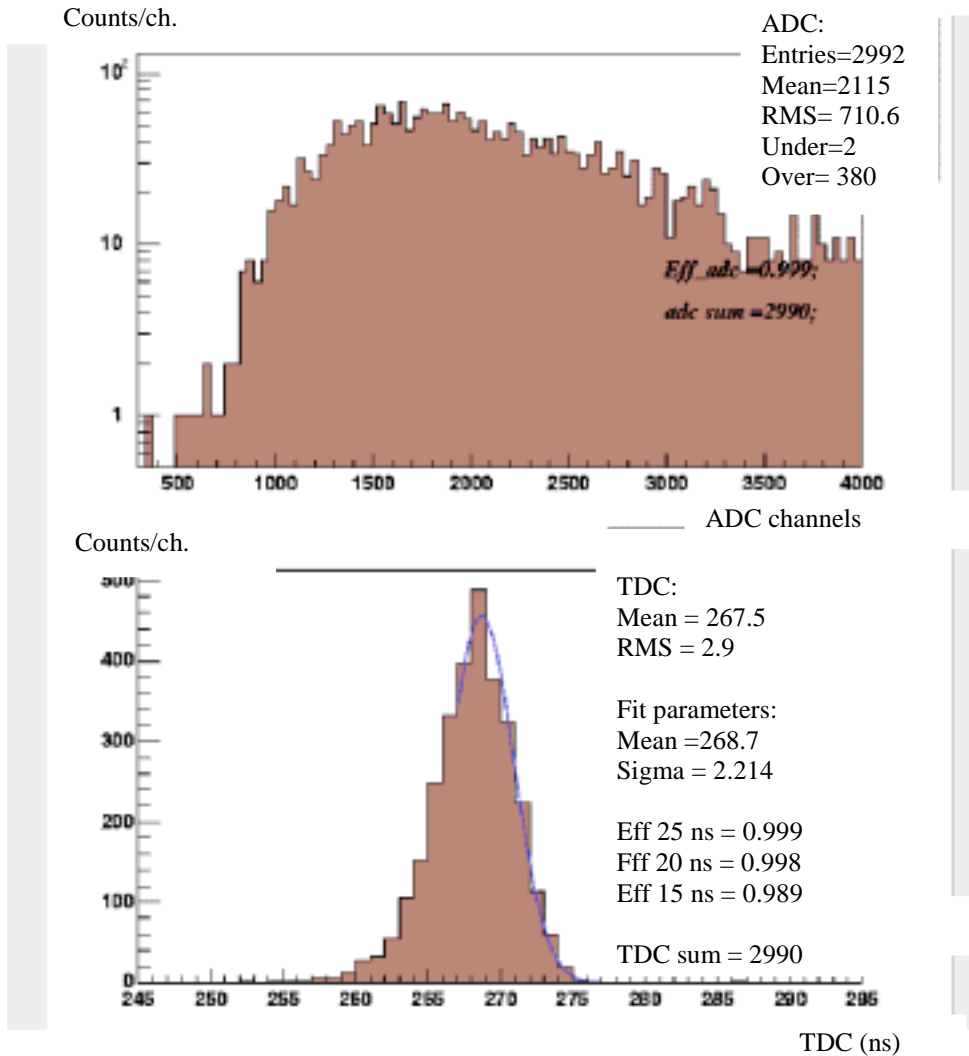 Counts/ch.
ADC:
Entries=2992
Mean=2115
RMS= 710.6
Under=2
Over= 380
10²
10
1
Eff_adc =0.999;
adc sum =2990;
500 1000 1500 2000 2500 3000 3500 4000
ADC channels
Counts/ch.
500
400
300
200
100
0
TDC:
Mean = 267.5
RMS = 2.9
Fit parameters:
Mean =268.7
Sigma = 2.214
Eff 25 ns = 0.999
Fff 20 ns = 0.998
Eff 15 ns = 0.989
TDC sum = 2990
245 250 255 260 265 270 275 280 285 290 295
TDC (ns)